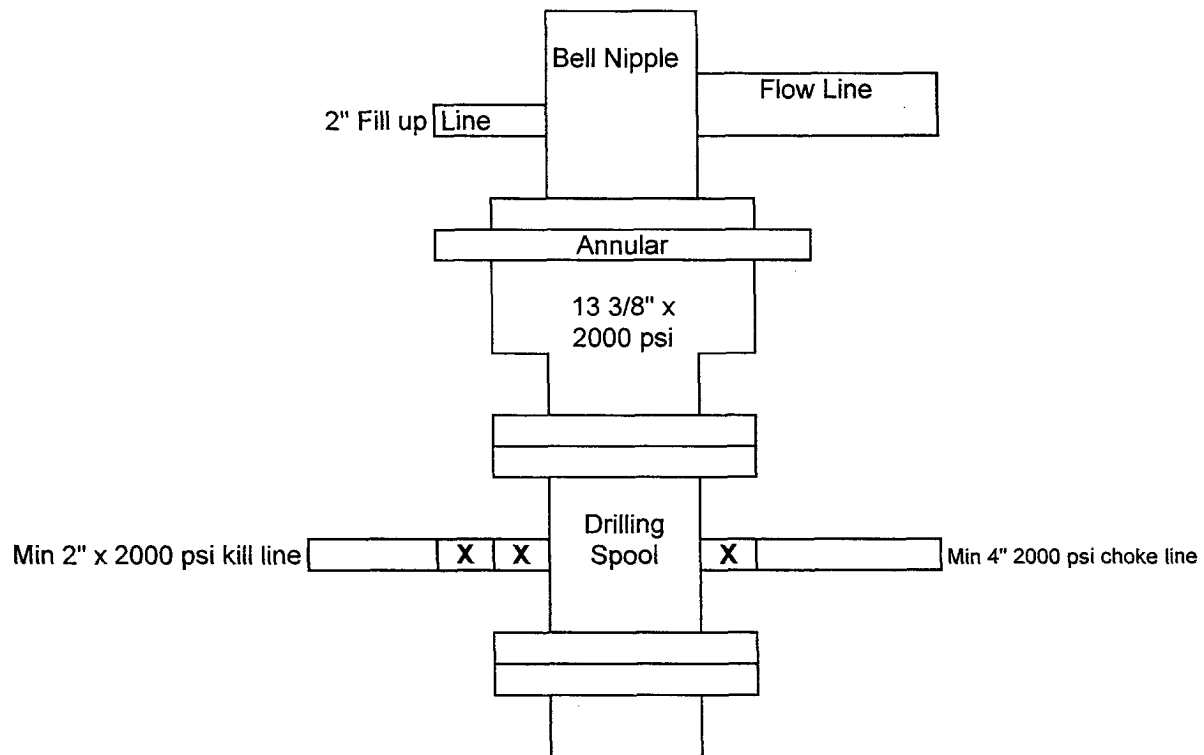 Bell Nipple
Flow Line
2" Fill up Line
Annular
13 3/8" x
2000 psi
Drilling
Spool
Min 2" x 2000 psi kill line
X X
X
Min 4" 2000 psi choke line